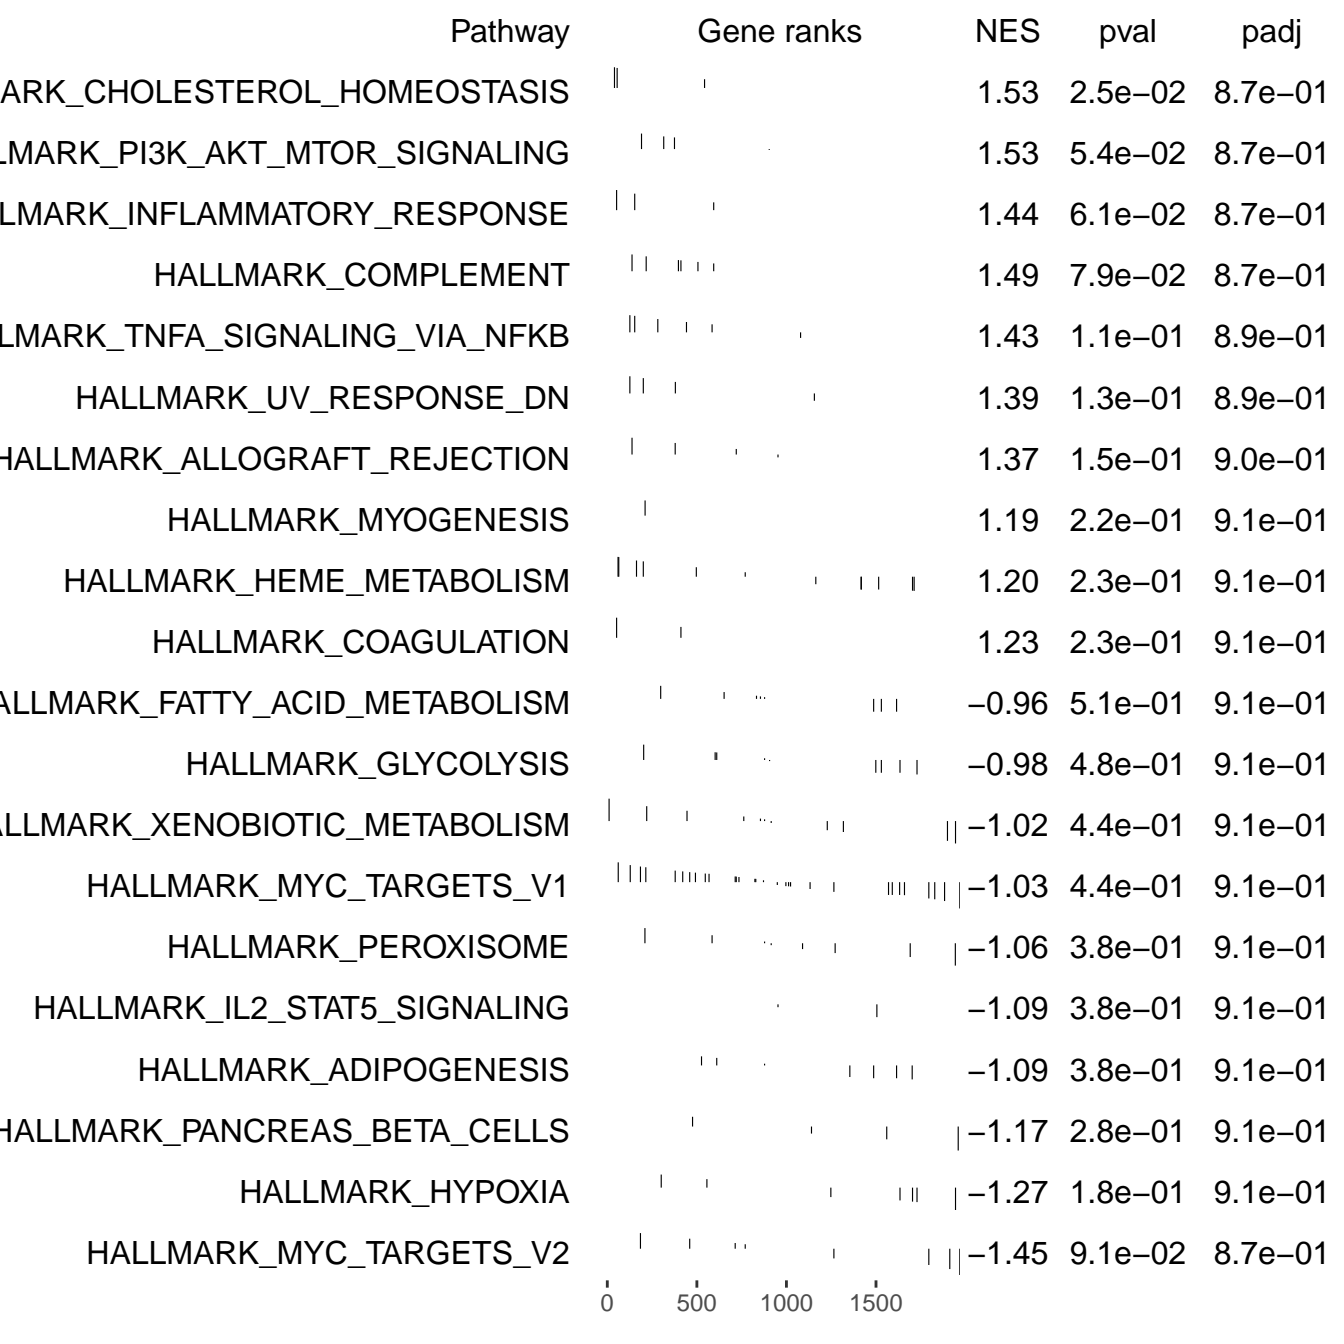 Pathway Gene ranks NES pval padj
ARK_CHOLESTEROL_HOMEOSTASIS 1.53 2.5e−02 8.7e−01
LMARK_PI3K_AKT_MTOR_SIGNALING 1.53 5.4e−02 8.7e−01
LMARK_INFLAMMATORY_RESPONSE 1.44 6.1e−02 8.7e−01
HALLMARK_COMPLEMENT 1.49 7.9e−02 8.7e−01
LMARK_TNFA_SIGNALING_VIA_NFKB 1.43 1.1e−01 8.9e−01
HALLMARK_UV_RESPONSE_DN 1.39 1.3e−01 8.9e−01
HALLMARK_ALLOGRAFT_REJECTION 1.37 1.5e−01 9.0e−01
HALLMARK_MYOGENESIS 1.19 2.2e−01 9.1e−01
HALLMARK_HEME_METABOLISM 1.20 2.3e−01 9.1e−01
HALLMARK_COAGULATION 1.23 2.3e−01 9.1e−01
ALLMARK_FATTY_ACID_METABOLISM −0.96 5.1e−01 9.1e−01
HALLMARK_GLYCOLYSIS −0.98 4.8e−01 9.1e−01
ALLMARK_XENOBIOTIC_METABOLISM −1.02 4.4e−01 9.1e−01
HALLMARK_MYC_TARGETS_V1 −1.03 4.4e−01 9.1e−01
HALLMARK_PEROXISOME −1.06 3.8e−01 9.1e−01
HALLMARK_IL2_STAT5_SIGNALING −1.09 3.8e−01 9.1e−01
HALLMARK_ADIPOGENESIS −1.09 3.8e−01 9.1e−01
HALLMARK_PANCREAS_BETA_CELLS −1.17 2.8e−01 9.1e−01
HALLMARK_HYPOXIA −1.27 1.8e−01 9.1e−01
HALLMARK_MYC_TARGETS_V2 −1.45 9.1e−02 8.7e−01
0 500 1000 1500